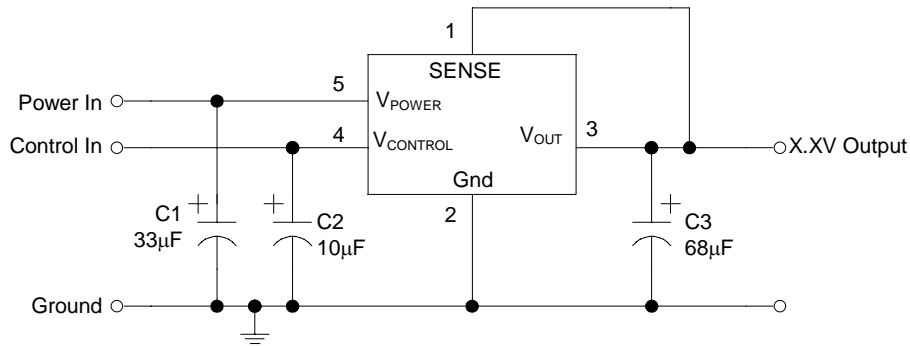 1
SENSE
5
Power In
VPOWER
4
Control In
VCONTROL
VOUT
3
X.XV Output
Gnd
2
+
C1
33µF
+
C2
10µF
+
C3
68µF
Ground